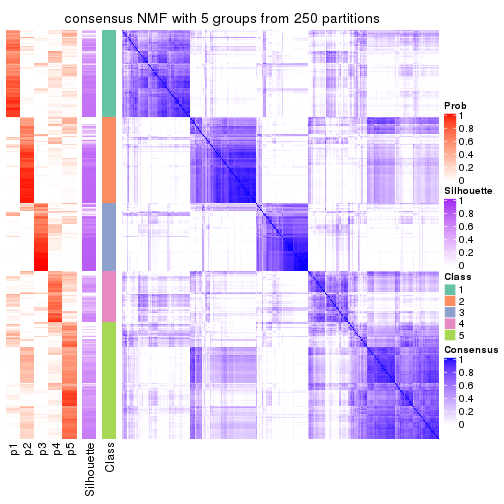 consensus NMF with 5 groups from 250 partitions
Prob
1
0.8
0.6
0.4
0.2
0
Silhouette
1
0.8
0.6
0.4
0.2
0
Class
1
2
3
4
5
Consensus
1
0.8
0.6
0.4
0.2
0
p1
p2
p3
p4
p5
Silhouette
Class